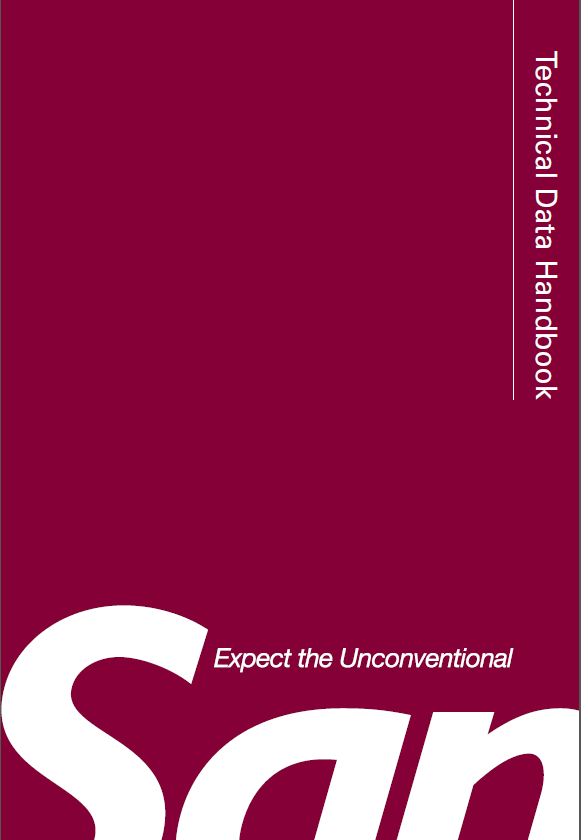 Technical Data Handbook
Expect the Unconventional
San